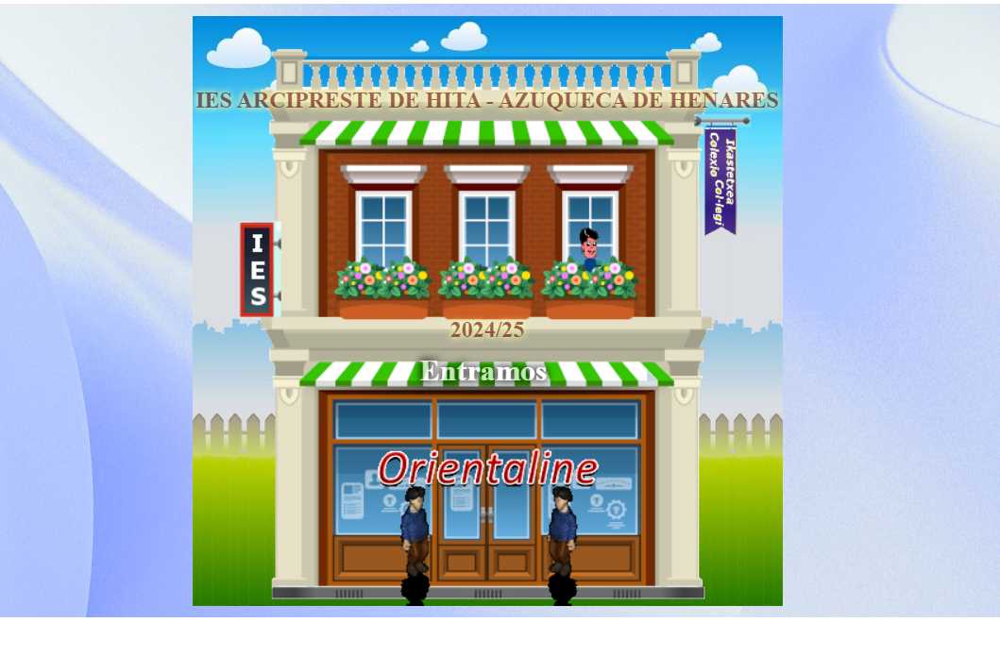 IES ARCIPRESTE DE HITA - AZUQUECA DE HENARES
Ikastetxea
Colexio Col·legi
IES
2024/25
Entramos
Orientaline